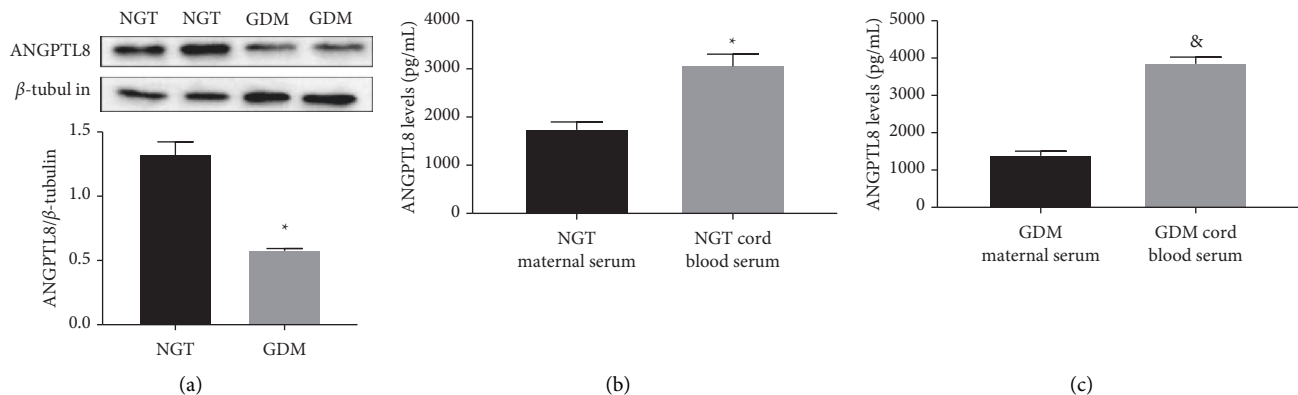 NGT NGT GDM GDM
ANGPTL8
β-tubul in
ANGPTL8/β-tubulin
1.5
1.0
0.5
0.0
*
NGT GDM
(a)
ANGPTL8 levels (pg/mL)
4000
3000
2000
1000
0
*
NGT
maternal serum
NGT cord
blood serum
(b)
ANGPTL8 levels (pg/mL)
5000
4000
3000
2000
1000
0
&
GDM
maternal serum
GDM cord
blood serum
(c)